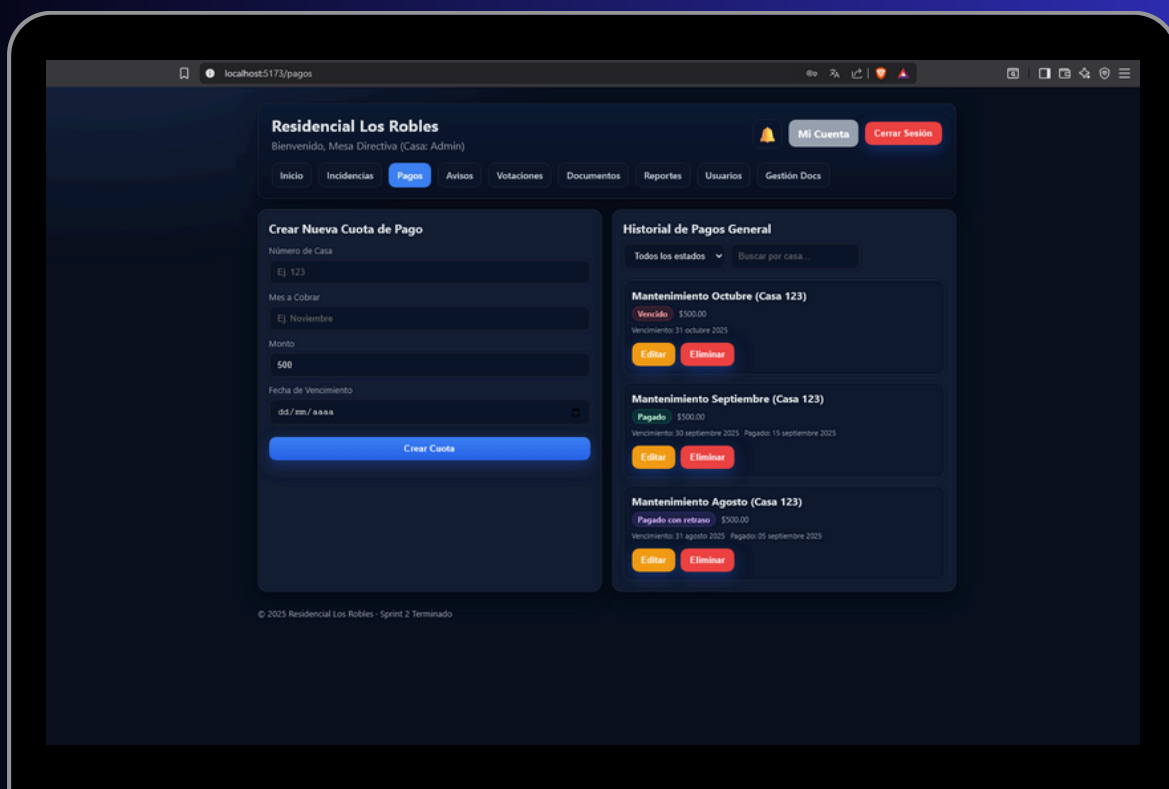 localhost:5173/pagos
Residencial Los Robles
Bienvenido, Mesa Directiva (Casa: Admin)
Mi Cuenta
Cerrar Sesión
Inicio Incidencias Pagos Avisos Votaciones Documentos Reportes Usuarios Gestión Docs
Crear Nueva Cuota de Pago
Número de Casa
Ej. 123
Mes a Cobrar
Ej. Noviembre
Monto
500
Fecha de Vencimiento
dd/mm/aaaa
Crear Cuota
Historial de Pagos General
Todos los estados Buscar por casa...
Mantenimiento Octubre (Casa 123)
Vencido $500.00
Vencimiento: 31 octubre 2025
Editar Eliminar
Mantenimiento Septiembre (Casa 123)
Pagado $500.00
Vencimiento: 30 septiembre 2025 Pagado: 15 septiembre 2025
Editar Eliminar
Mantenimiento Agosto (Casa 123)
Pagado con retraso $500.00
Vencimiento: 31 agosto 2025 Pagado: 05 septiembre 2025
Editar Eliminar
© 2025 Residencial Los Robles - Sprint 2 Terminado